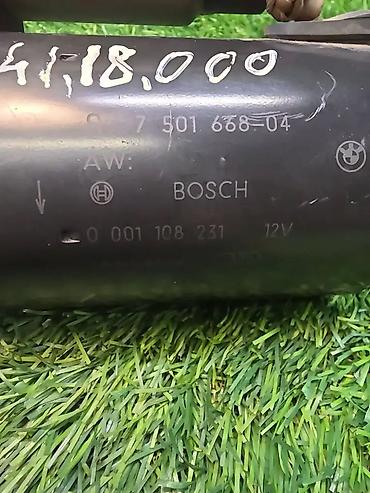 41,18,000
7 501 668-04
AW:
BOSCH
0 001 108 231 12V